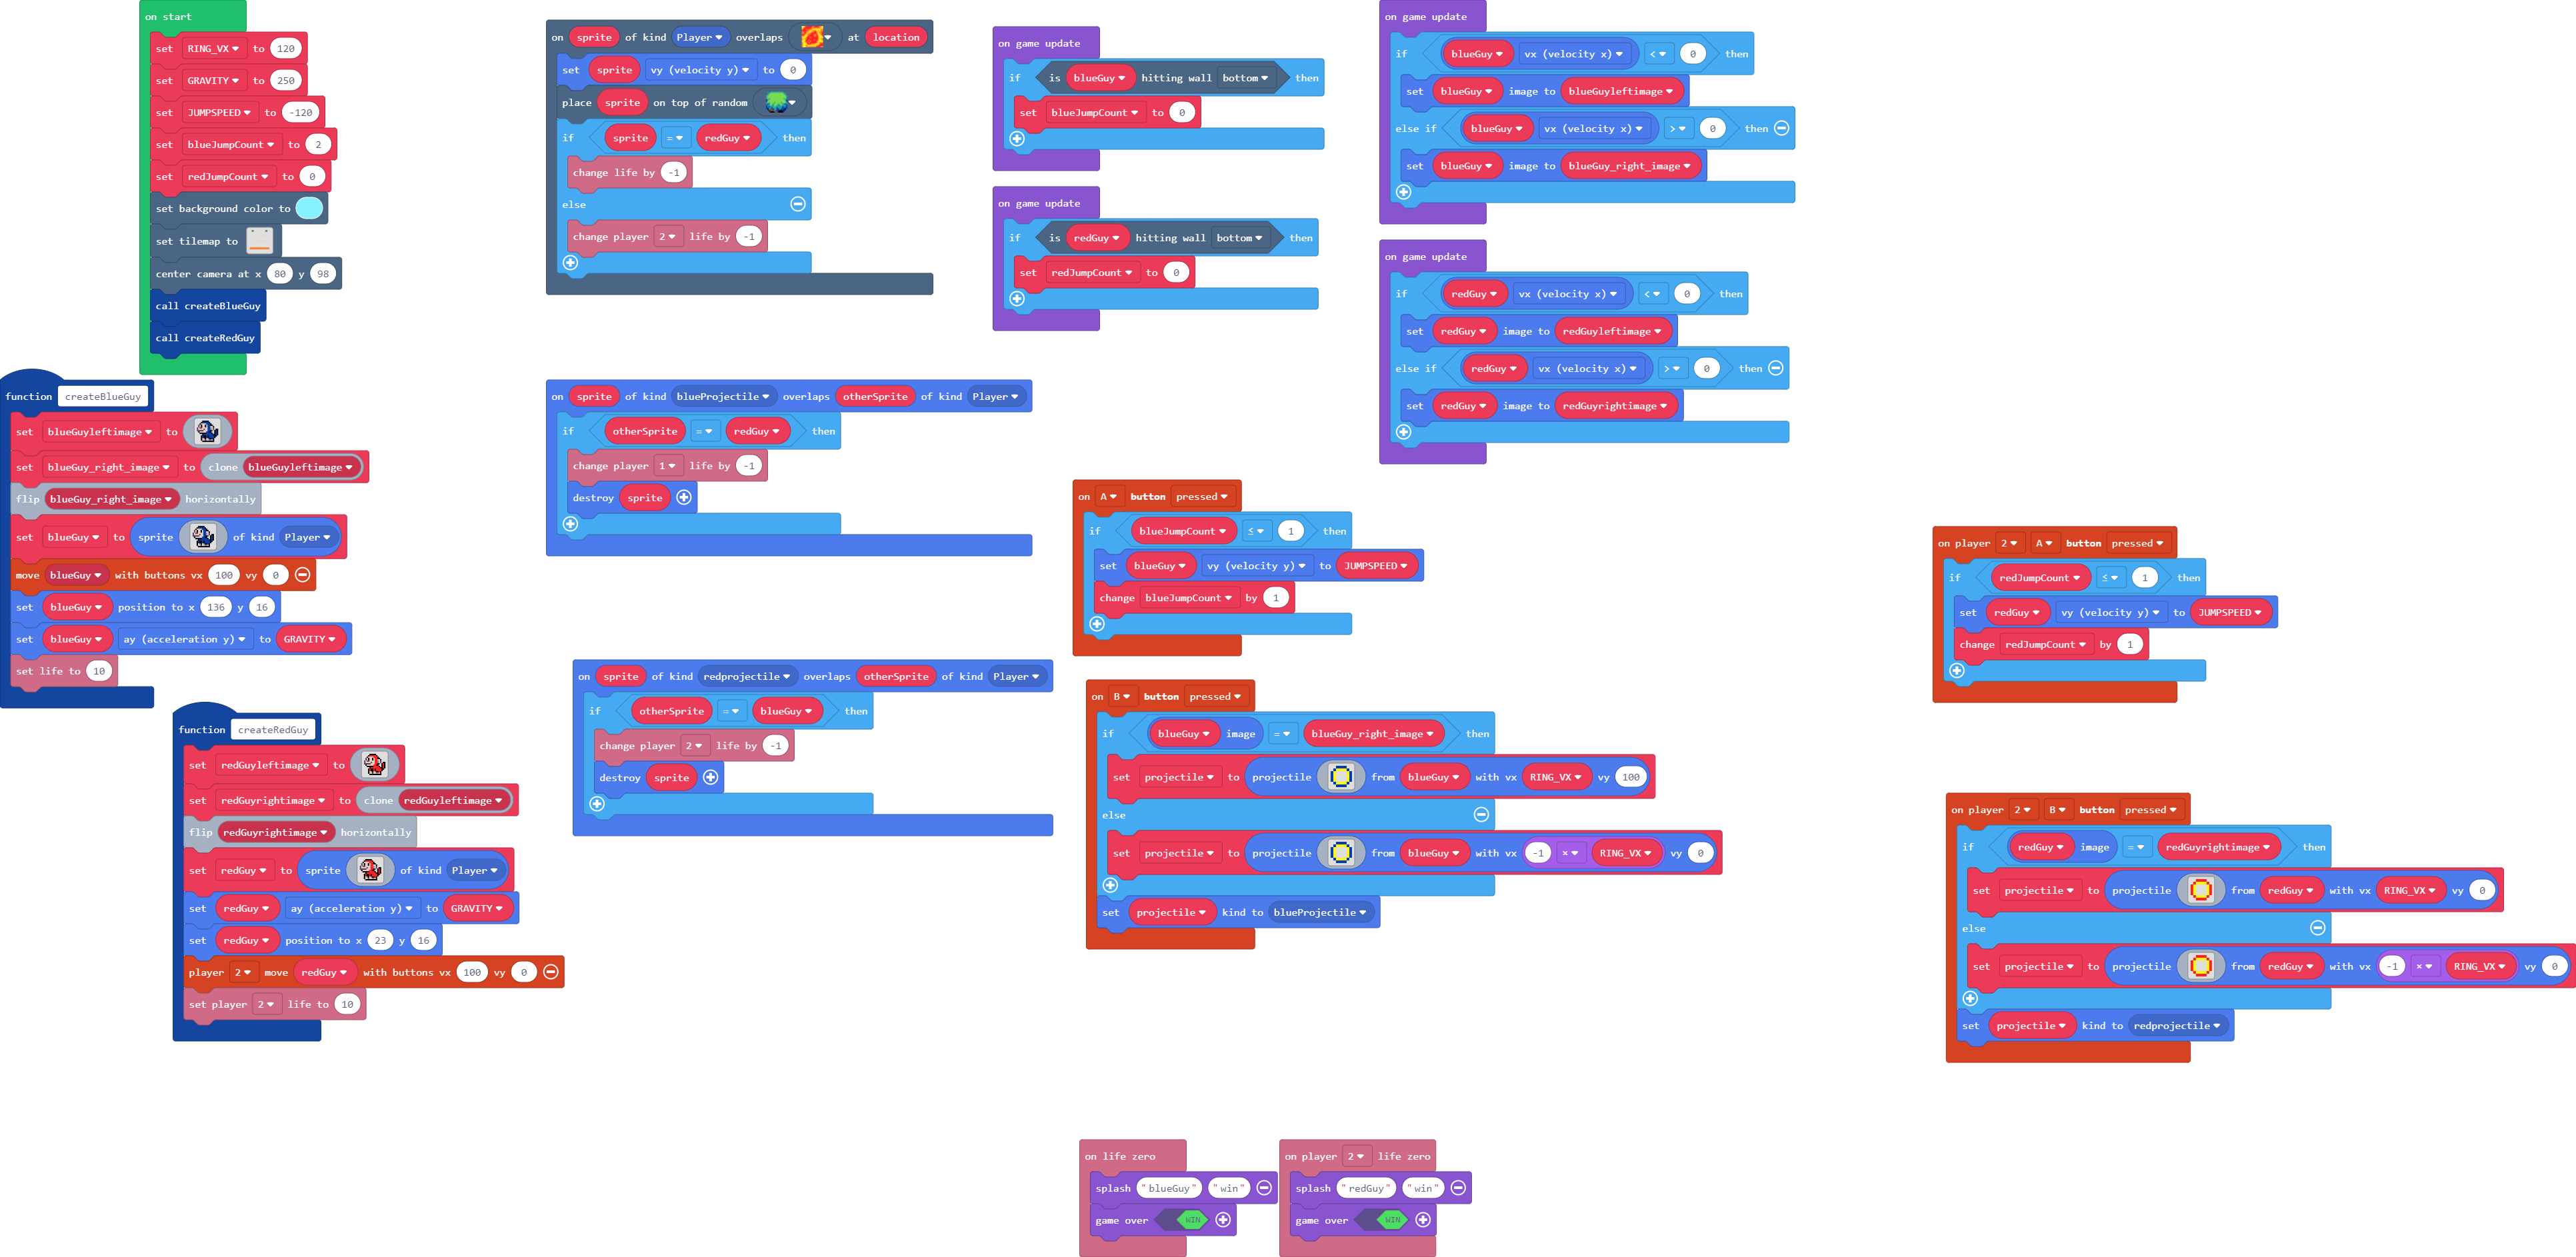 on start
set RING_VX to 120
set GRAVITY to 250
set JUMPSPEED to -120
set blueJumpCount to 2
set redJumpCount to 0
set background color to
set tilemap to
center camera at x 80 y 98
call createBlueGuy
call createRedGuy
function createBlueGuy
set blueGuyleftimage to
set blueGuy_right_image to clone blueGuyleftimage
flip blueGuy_right_image horizontally
set blueGuy to sprite of kind Player
move blueGuy with buttons vx 100 vy 0
set blueGuy position to x 136 y 16
set blueGuy ay (acceleration y) to GRAVITY
set life to 10
function createRedGuy
set redGuyleftimage to
set redGuyrightimage to clone redGuyleftimage
flip redGuyrightimage horizontally
set redGuy to sprite of kind Player
set redGuy ay (acceleration y) to GRAVITY
set redGuy position to x 23 y 16
player 2 move redGuy with buttons vx 100 vy 0
set player 2 life to 10
on sprite of kind Player overlaps at location
set sprite vy (velocity y) to 0
place sprite on top of random
if sprite = redGuy then
change life by -1
else
change player 2 life by -1
on sprite of kind blueProjectile overlaps otherSprite of kind Player
if otherSprite = redGuy then
change player 1 life by -1
destroy sprite
on sprite of kind redprojectile overlaps otherSprite of kind Player
if otherSprite = blueGuy then
change player 2 life by -1
destroy sprite
on game update
if is blueGuy hitting wall bottom then
set blueJumpCount to 0
on game update
if is redGuy hitting wall bottom then
set redJumpCount to 0
on game update
if blueGuy vx (velocity x) < 0 then
set blueGuy image to blueGuyleftimage
else if blueGuy vx (velocity x) > 0 then
set blueGuy image to blueGuy_right_image
on game update
if redGuy vx (velocity x) < 0 then
set redGuy image to redGuyleftimage
else if redGuy vx (velocity x) > 0 then
set redGuy image to redGuyrightimage
on A button pressed
if blueJumpCount ≤ 1 then
set blueGuy vy (velocity y) to JUMPSPEED
change blueJumpCount by 1
on B button pressed
if blueGuy image = blueGuy_right_image then
set projectile to projectile from blueGuy with vx RING_VX vy 100
else
set projectile to projectile from blueGuy with vx -1 × RING_VX vy 0
set projectile kind to blueProjectile
on player 2 A button pressed
if redJumpCount ≤ 1 then
set redGuy vy (velocity y) to JUMPSPEED
change redJumpCount by 1
on player 2 B button pressed
if redGuy image = redGuyrightimage then
set projectile to projectile from redGuy with vx RING_VX vy 0
else
set projectile to projectile from redGuy with vx -1 × RING_VX vy 0
set projectile kind to redprojectile
on life zero
splash "blueGuy" "win"
game over WIN
on player 2 life zero
splash "redGuy" "win"
game over WIN